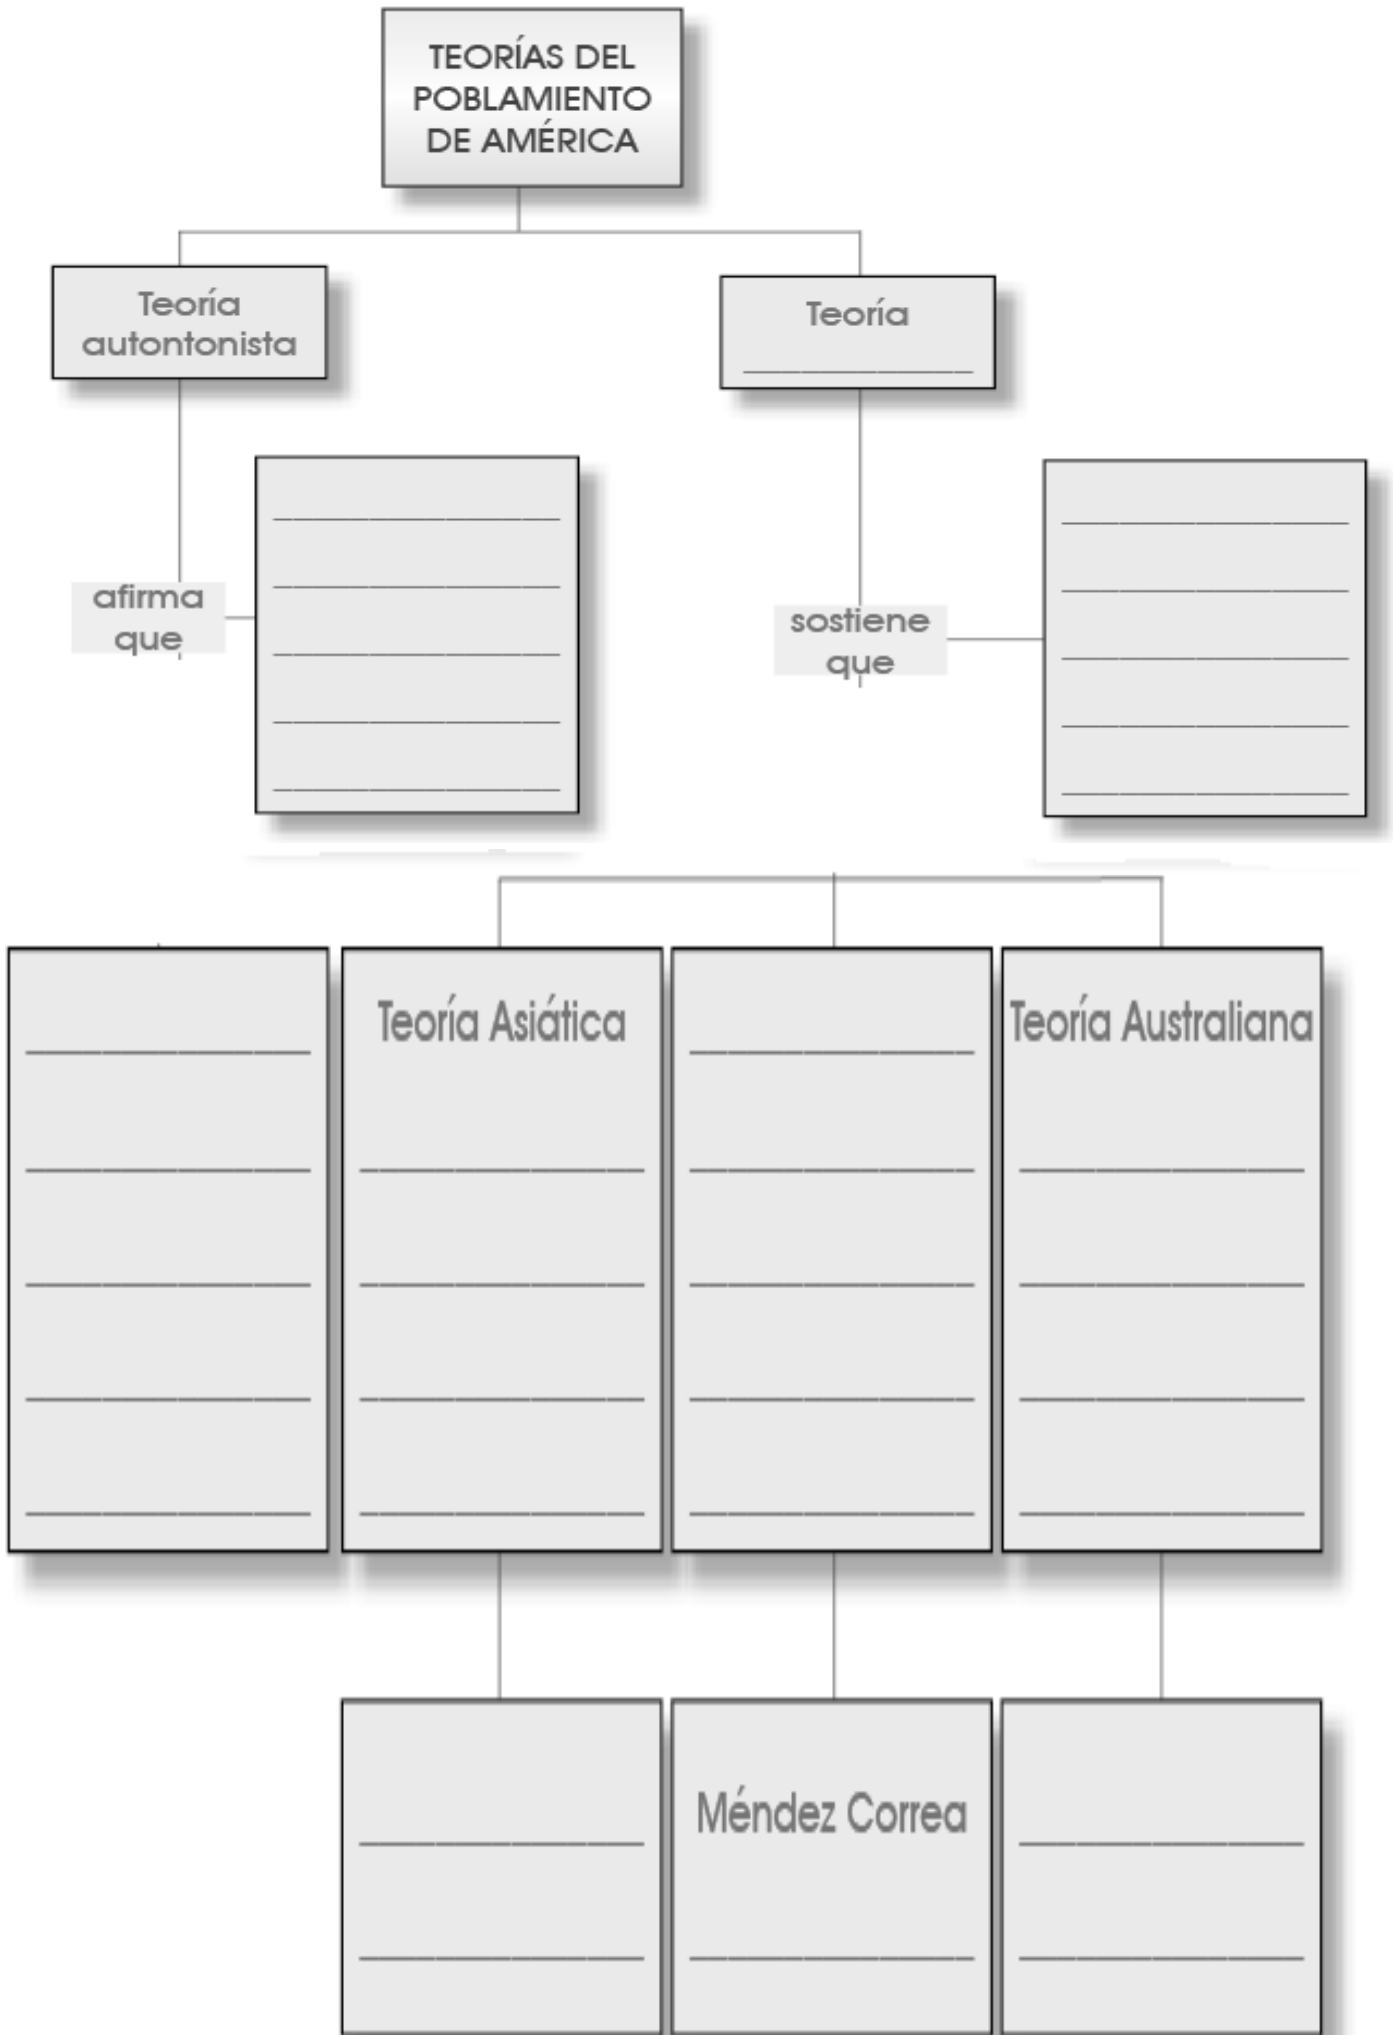 TEORÍAS DEL
POBLAMIENTO
DE AMÉRICA
Teoría
autontonista
Teoría
afirma
que
sostiene
que
Teoría Asiática
Teoría Australiana
Méndez Correa